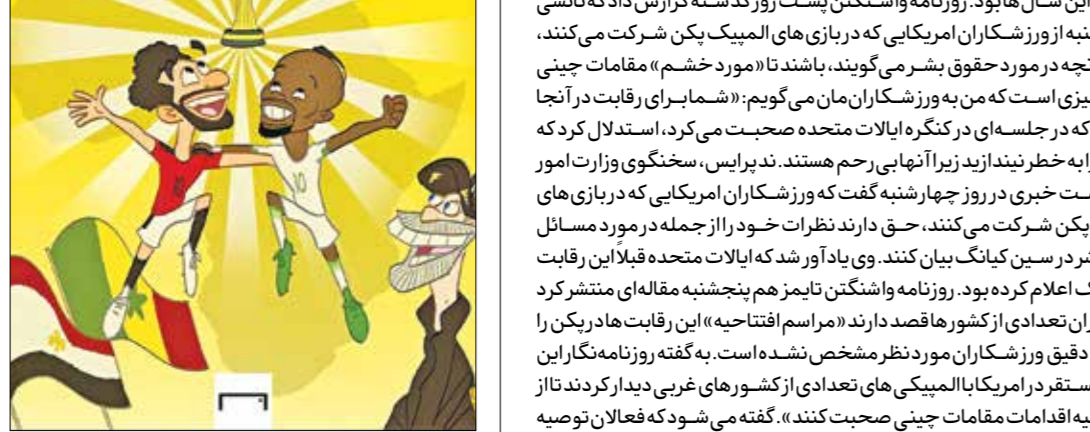 این سال‌ها بود. روزنامه واشنگتن پست روز گذشته گزارش داد که نانسی
از ورزشکاران امریکایی که در بازی‌های المپیک پکن شرکت می‌کنند،
آنچه در مورد حقوق بشر می‌گویند، باشند تا «مورد خشم» مقامات چینی
است که من به ورزشکاران‌مان می‌گویم: «شما برای رقابت در آنجا
که در جلسه‌ای در کنگره ایالات متحده صحبت می‌کرد، استدلال کرد که
را به خطر نیندازید زیرا آنها بی‌رحم هستند. ند پرایس، سخنگوی وزارت امور
خبری در روز چهارشنبه گفت که ورزشکاران امریکایی که در بازی‌های
پکن شرکت می‌کنند، حق دارند نظرات خود را از جمله در مورد مسائل
در سین کیانگ بیان کنند. وی یادآور شد که ایالات متحده قبلاً این رقابت
اعلام کرده بود. روزنامه واشنگتن تایمز هم پنجشنبه مقاله‌ای منتشر کرد
تعدادی از کشورها قصد دارند «مراسم افتتاحیه» این رقابت‌ها در پکن را
دقیق ورزشکاران مورد نظر مشخص نشده است. به گفته روزنامه‌نگار این
در امریکا با المپیکی‌های تعدادی از کشورهای غربی دیدار کردند تا از
اقدامات مقامات چینی صحبت کنند». گفته می‌شود که فعالان توصیه
10
10